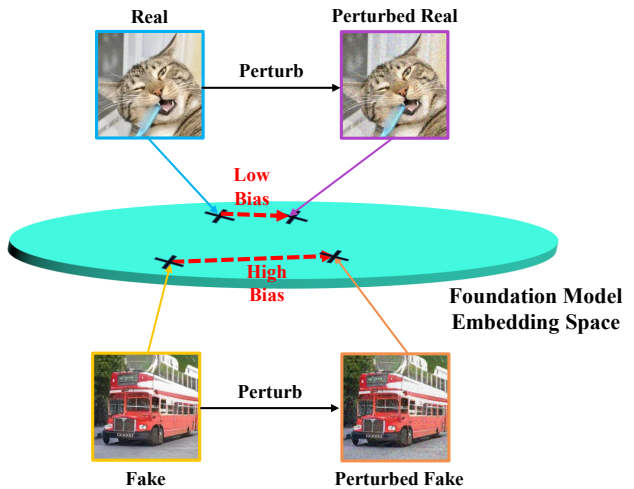 Real
Perturbed Real
Perturb
Low
Bias
High
Bias
Foundation Model
Embedding Space
Perturb
Fake
Perturbed Fake